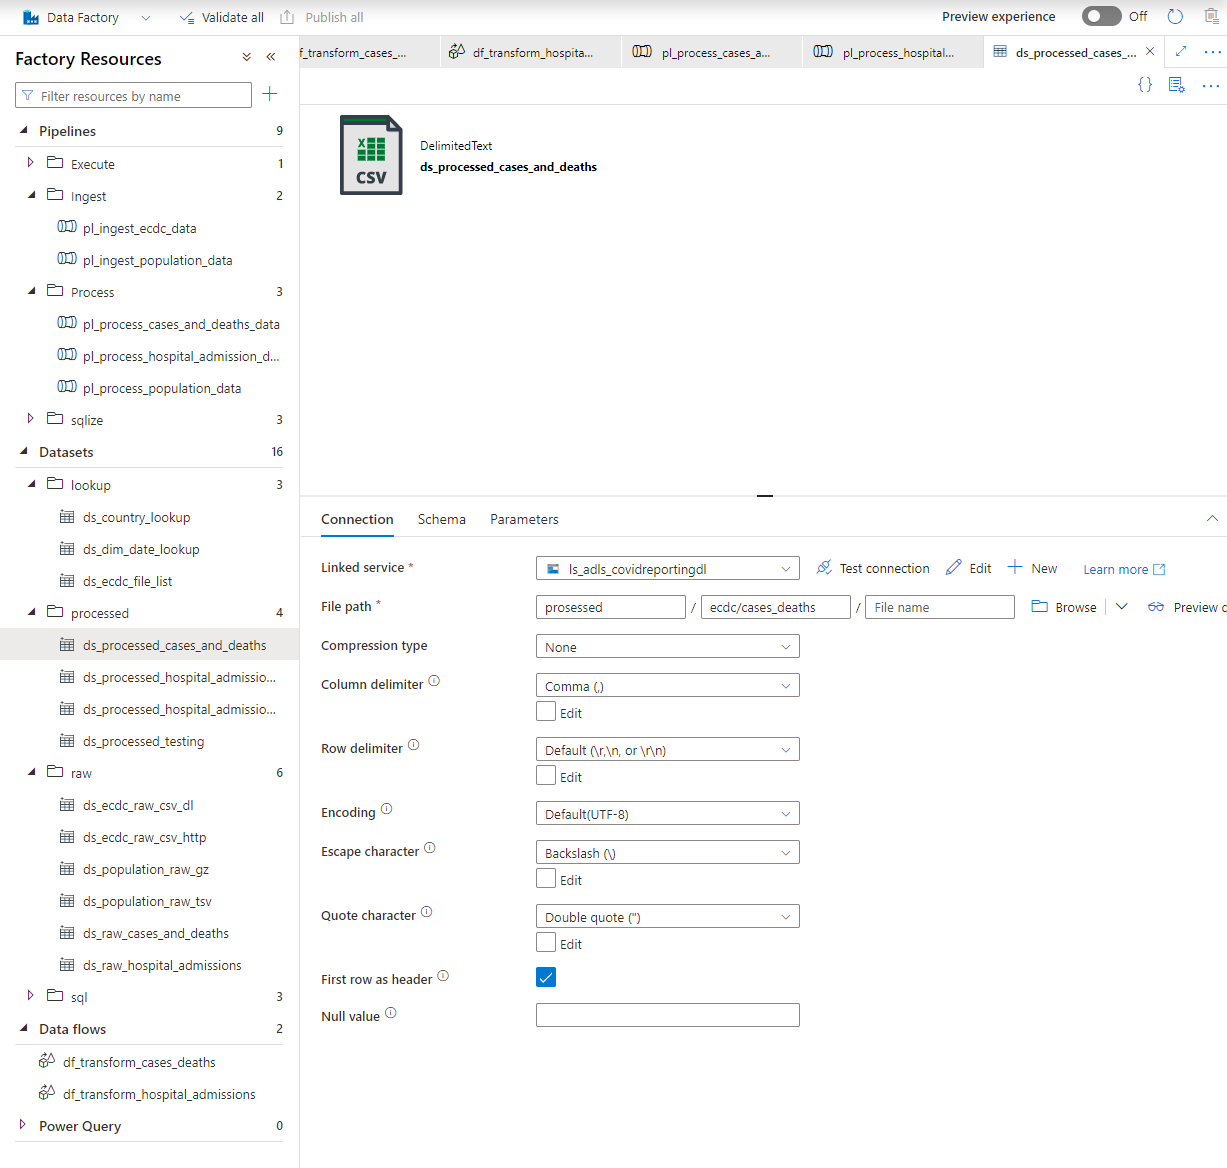 Data Factory
Validate all
Publish all
Preview experience
Off
Factory Resources
Filter resources by name
Pipelines 9
Execute 1
Ingest 2
pl_ingest_ecdc_data
pl_ingest_population_data
Process 3
pl_process_cases_and_deaths_data
pl_process_hospital_admission_d...
pl_process_population_data
sqlize 3
Datasets 16
lookup 3
ds_country_lookup
ds_dim_date_lookup
ds_ecdc_file_list
processed 4
ds_processed_cases_and_deaths
ds_processed_hospital_admissio...
ds_processed_hospital_admissio...
ds_processed_testing
raw 6
ds_ecdc_raw_csv_dl
ds_ecdc_raw_csv_http
ds_population_raw_gz
ds_population_raw_tsv
ds_raw_cases_and_deaths
ds_raw_hospital_admissions
sql 3
Data flows 2
df_transform_cases_deaths
df_transform_hospital_admissions
Power Query 0
f_transform_cases_...
df_transform_hospita...
pl_process_cases_a...
pl_process_hospital...
ds_processed_cases_...
{}
X
CSV
DelimitedText
ds_processed_cases_and_deaths
Connection
Schema
Parameters
Linked service *
ls_adls_covidreportingdl
Test connection
Edit
New
Learn more
File path *
prosessed / ecdc/cases_deaths / File name
Browse
Preview d
Compression type
None
Column delimiter
Comma (,)
Edit
Row delimiter
Default (\r,\n, or \r\n)
Edit
Encoding
Default(UTF-8)
Escape character
Backslash (\)
Edit
Quote character
Double quote (")
Edit
First row as header
Null value